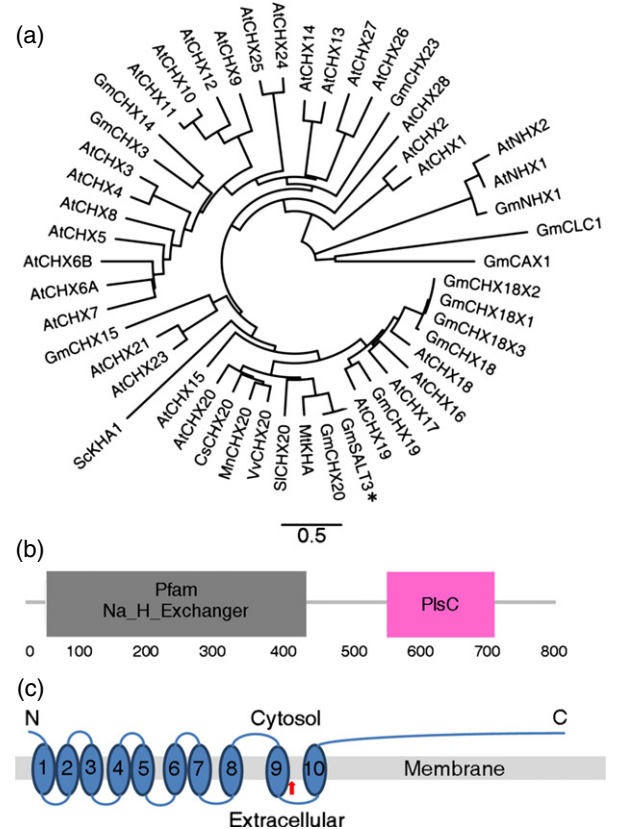 (a)
AtCHX24
AtCHX25
AtCHX9
AtCHX12
AtCHX10
AtCHX11
GmCHX14
GmCHX3
AtCHX3
AtCHX4
AtCHX8
AtCHX5
AtCHX6B
AtCHX6A
AtCHX7
GmCHX15
AtCHX21
AtCHX23
ScKHA1
AtCHX15
AtCHX20
CsCHX20
MnCHX20
VvCHX20
SlCHX20
MtKHA
GmCHX20
GmSALT3*
AtCHX19
GmCHX19
AtCHX17
AtCHX16
AtCHX18
GmCHX18
GmCHX18X3
GmCHX18X1
GmCHX18X2
GmCAX1
GmCLC1
GmNHX1
AtNHX1
AtNHX2
AtCHX1
AtCHX2
AtCHX28
GmCHX23
AtCHX26
AtCHX27
AtCHX13
AtCHX14
0.5
(b)
Pfam
Na_H_Exchanger
PlsC
0 100 200 300 400 500 600 700 800
(c)
N Cytosol C
1 2 3 4 5 6 7 8 9 10 Membrane
Extracellular